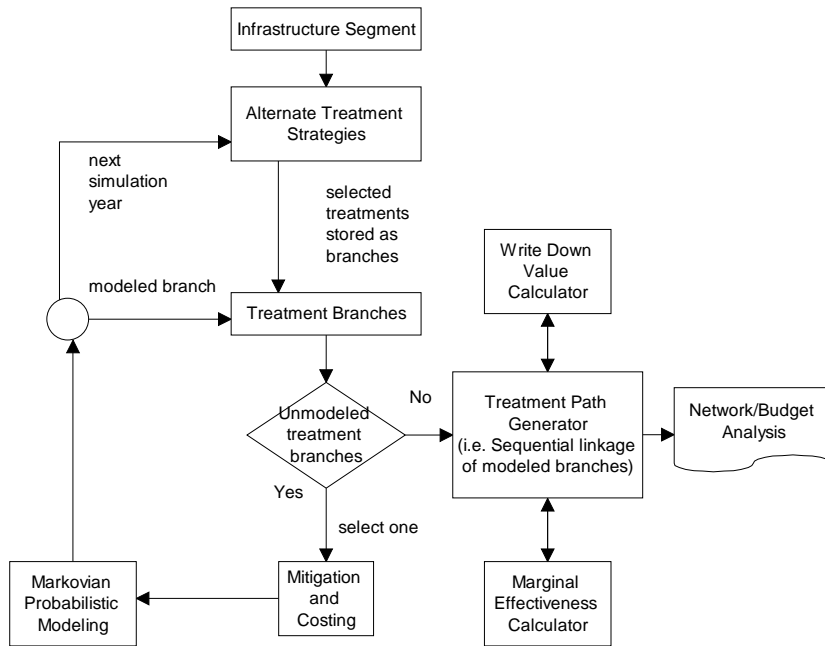 Infrastructure Segment
Alternate Treatment
Strategies
next
simulation
year
selected
treatments
stored as
branches
modeled branch
Treatment Branches
Write Down
Value
Calculator
Unmodeled
treatment
branches
No
Treatment Path
Generator
(i.e. Sequential linkage
of modeled branches)
Network/Budget
Analysis
Yes
select one
Markovian
Probabilistic
Modeling
Mitigation
and
Costing
Marginal
Effectiveness
Calculator